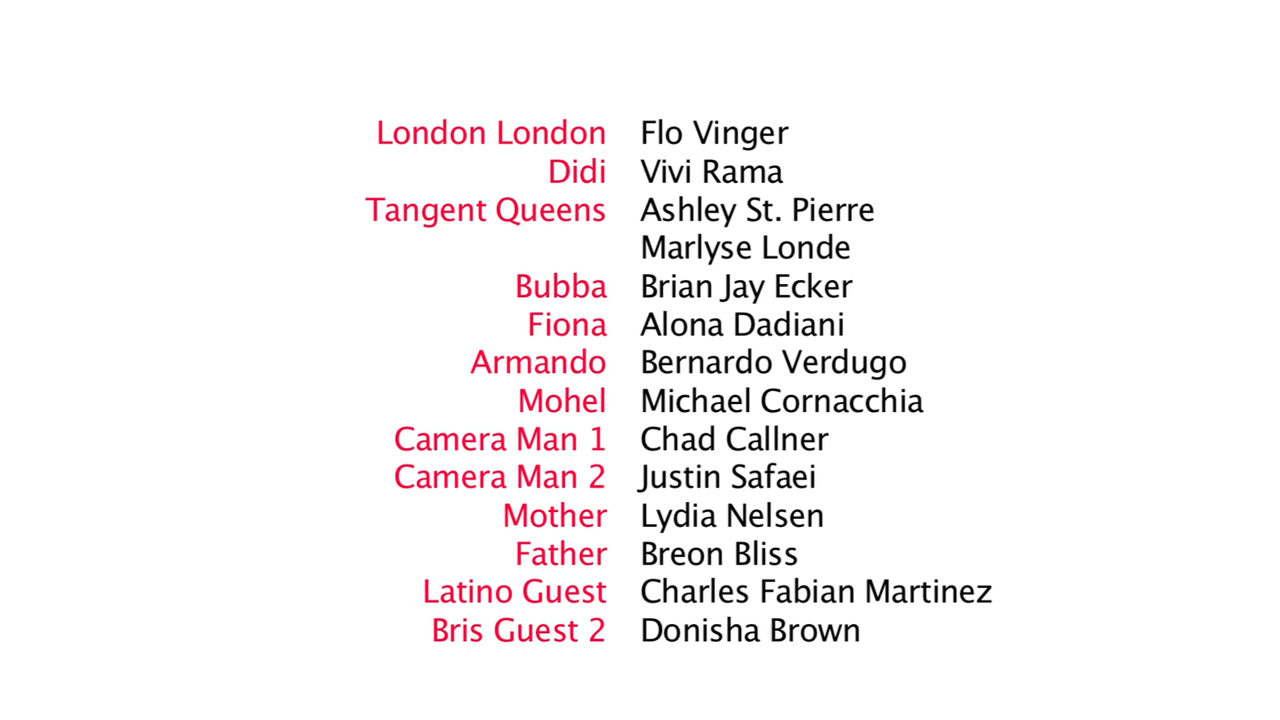 London London Flo Vinger
Didi Vivi Rama
Tangent Queens Ashley St. Pierre
Marlyse Londe
Bubba Brian Jay Ecker
Fiona Alona Dadiani
Armando Bernardo Verdugo
Mohel Michael Cornacchia
Camera Man 1 Chad Callner
Camera Man 2 Justin Safaei
Mother Lydia Nelsen
Father Breon Bliss
Latino Guest Charles Fabian Martinez
Bris Guest 2 Donisha Brown